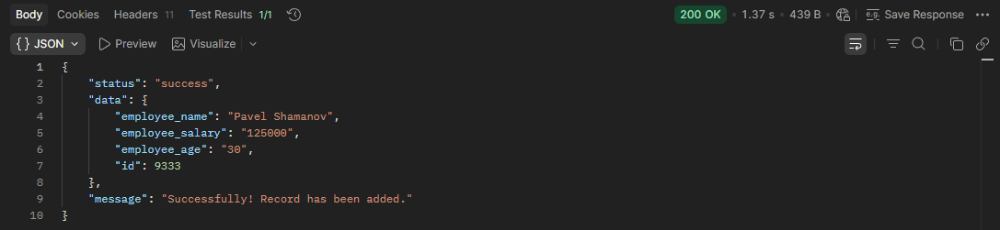 Body Cookies Headers 11 Test Results 1/1 200 OK • 1.37 s • 439 B • e.g. Save Response
{} JSON Preview Visualize
1 {
2 "status": "success",
3 "data": {
4 "employee_name": "Pavel Shamanov",
5 "employee_salary": "125000",
6 "employee_age": "30",
7 "id": 9333
8 },
9 "message": "Successfully! Record has been added."
10 }